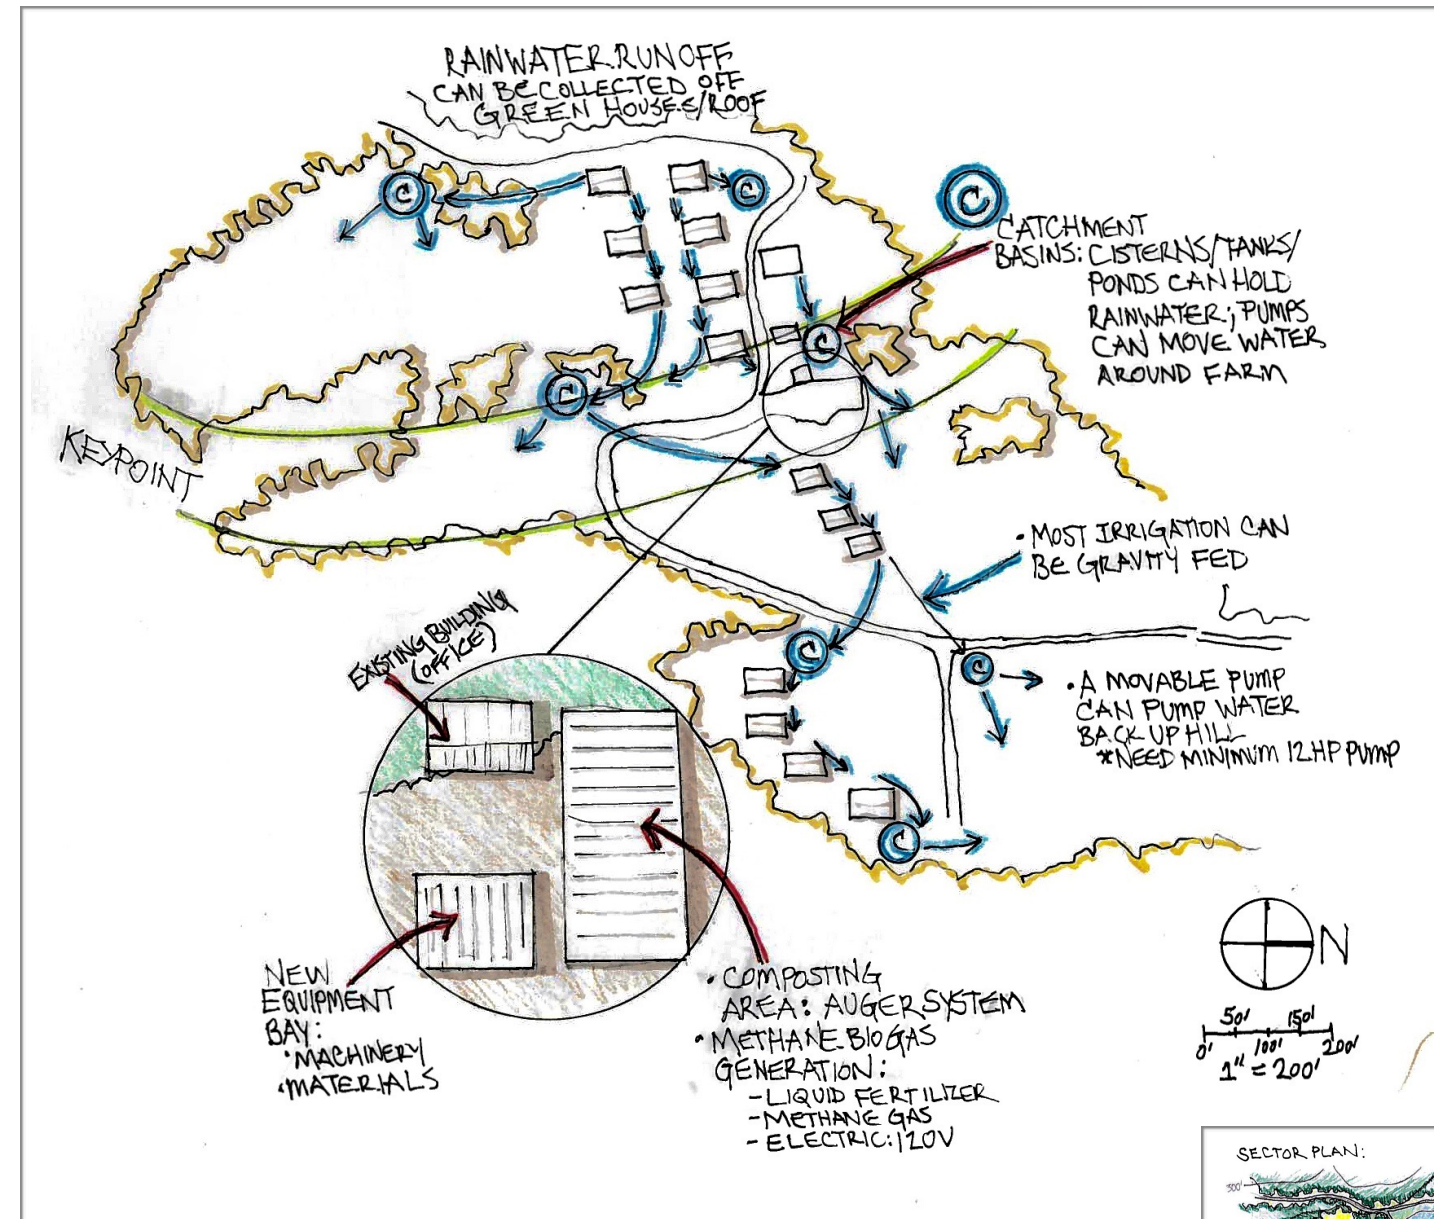 RAINWATER RUNOFF
CAN BE COLLECTED OFF
GREEN HOUSES/ROOF
C
C
C
CATCHMENT
BASINS: CISTERNS/TANKS/
PONDS CAN HOLD
RAINWATER; PUMPS
CAN MOVE WATER
AROUND FARM
C
C
KEYPOINT
• MOST IRRIGATION CAN
BE GRAVITY FED
EXISTING BUILDING
(OFFICE)
C
C
• A MOVABLE PUMP
CAN PUMP WATER
BACK UP HILL
*NEED MINIMUM 12HP PUMP
C
NEW
EQUIPMENT
BAY:
• MACHINERY
• MATERIALS
• COMPOSTING
AREA: AUGER SYSTEM
• METHANE BIOGAS
GENERATION:
- LIQUID FERTILIZER
- METHANE GAS
- ELECTRIC: 120V
N
50' 150'
0' 100' 200'
1" = 200'
SECTOR PLAN:
300'